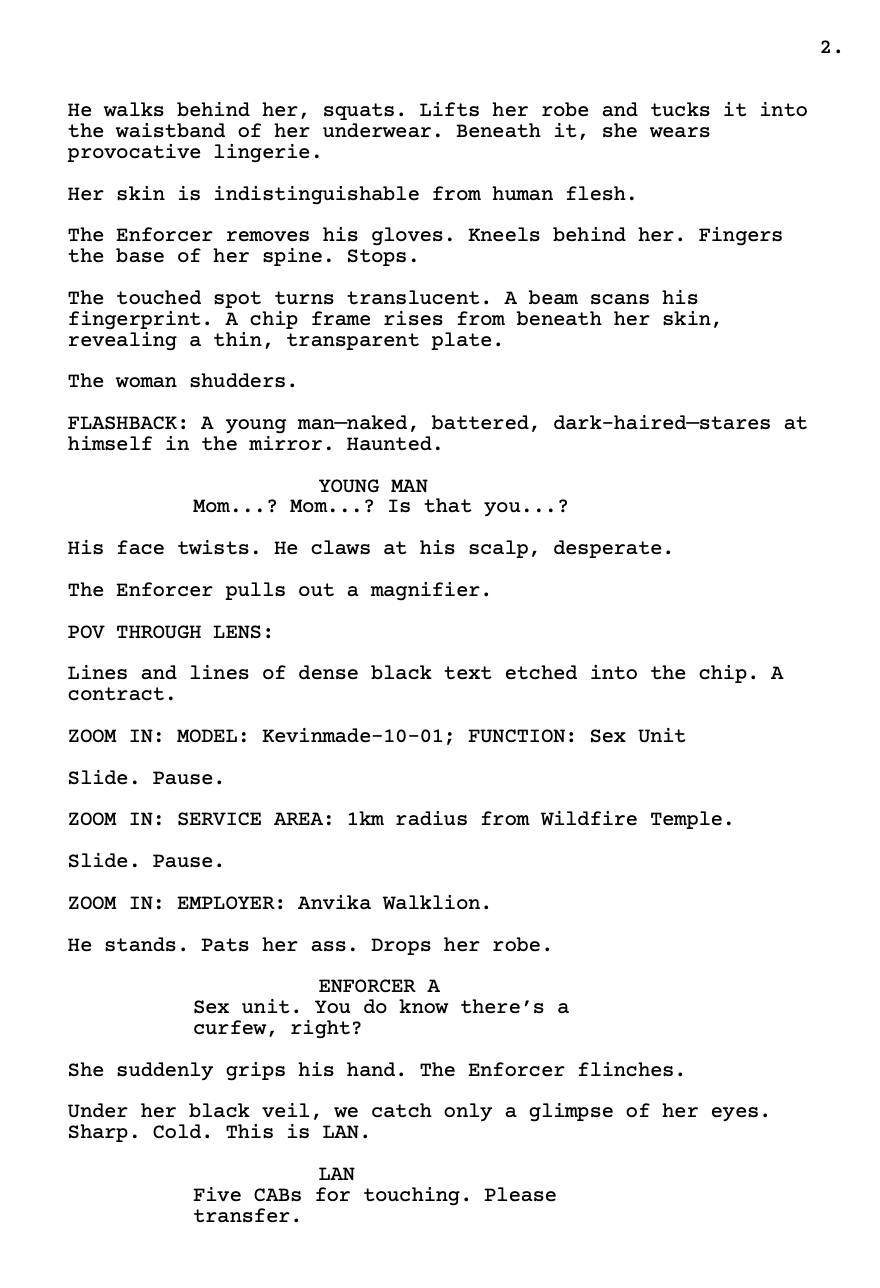 2.
He walks behind her, squats. Lifts her robe and tucks it into
the waistband of her underwear. Beneath it, she wears
provocative lingerie.
Her skin is indistinguishable from human flesh.
The Enforcer removes his gloves. Kneels behind her. Fingers
the base of her spine. Stops.
The touched spot turns translucent. A beam scans his
fingerprint. A chip frame rises from beneath her skin,
revealing a thin, transparent plate.
The woman shudders.
FLASHBACK: A young man—naked, battered, dark-haired—stares at
himself in the mirror. Haunted.
YOUNG MAN
Mom...? Mom...? Is that you...?
His face twists. He claws at his scalp, desperate.
The Enforcer pulls out a magnifier.
POV THROUGH LENS:
Lines and lines of dense black text etched into the chip. A
contract.
ZOOM IN: MODEL: Kevinmade-10-01; FUNCTION: Sex Unit
Slide. Pause.
ZOOM IN: SERVICE AREA: 1km radius from Wildfire Temple.
Slide. Pause.
ZOOM IN: EMPLOYER: Anvika Walklion.
He stands. Pats her ass. Drops her robe.
ENFORCER A
Sex unit. You do know there’s a
curfew, right?
She suddenly grips his hand. The Enforcer flinches.
Under her black veil, we catch only a glimpse of her eyes.
Sharp. Cold. This is LAN.
LAN
Five CABs for touching. Please
transfer.